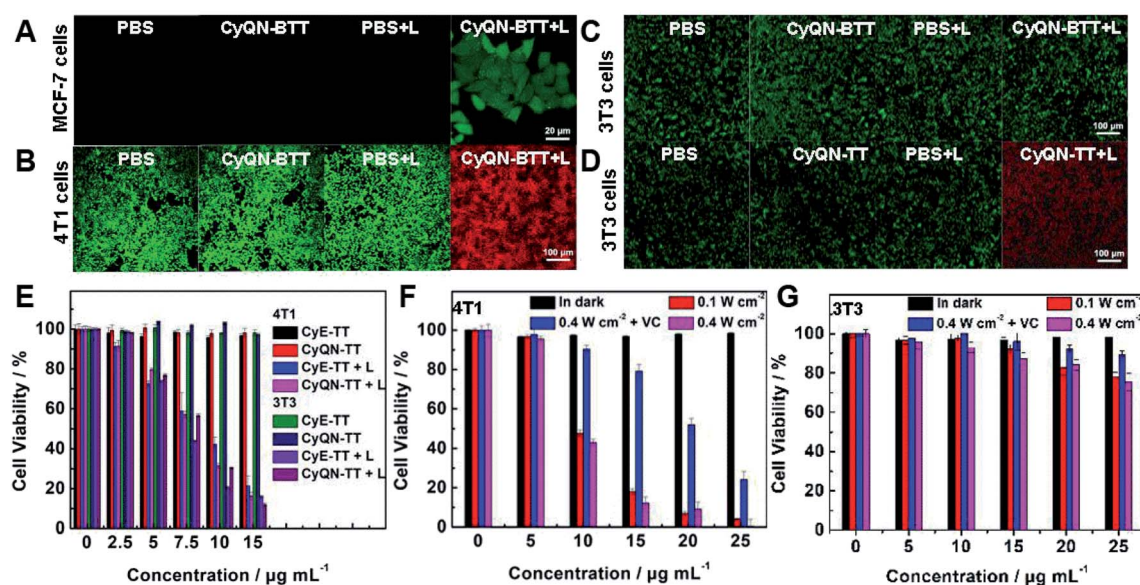 A
PBS CyQN-BTT PBS+L CyQN-BTT+L
MCF-7 cells
20 µm
B
PBS CyQN-BTT PBS+L CyQN-BTT+L
4T1 cells
100 µm
C
PBS CyQN-BTT PBS+L CyQN-BTT+L
3T3 cells
100 µm
D
PBS CyQN-TT PBS+L CyQN-TT+L
3T3 cells
100 µm
E
4T1
CyE-TT
CyQN-TT
CyE-TT + L
CyQN-TT + L
3T3
CyE-TT
CyQN-TT
CyE-TT + L
CyQN-TT + L
Cell Viability / %
120
100
80
60
40
20
0
0 2.5 5 7.5 10 15
Concentration / µg mL⁻¹
F
4T1
In dark 0.1 W cm⁻²
0.4 W cm⁻² + VC 0.4 W cm⁻²
Cell Viability / %
120
100
80
60
40
20
0
0 5 10 15 20 25
Concentration / µg mL⁻¹
G
3T3
In dark 0.1 W cm⁻²
0.4 W cm⁻² + VC 0.4 W cm⁻²
Cell Viability / %
120
100
80
60
40
20
0
0 5 10 15 20 25
Concentration / µg mL⁻¹